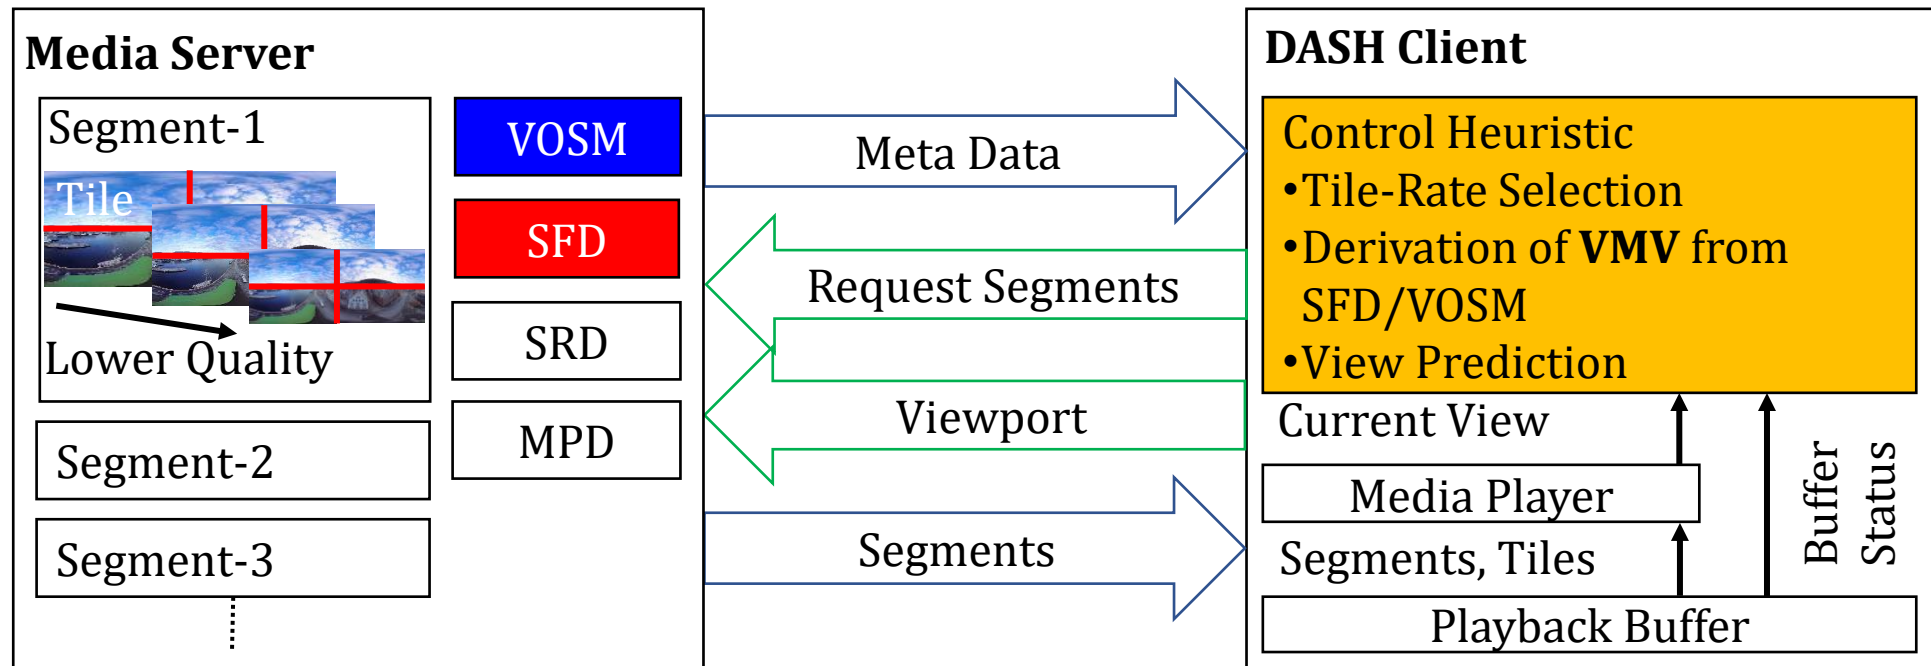 Media Server
Segment-1
Tile
Lower Quality
Segment-2
Segment-3
VOSM
SFD
SRD
MPD
Meta Data
Request Segments
Viewport
Segments
DASH Client
Control Heuristic
•Tile-Rate Selection
•Derivation of VMV from
SFD/VOSM
•View Prediction
Current View
Media Player
Segments, Tiles
Buffer
Status
Playback Buffer